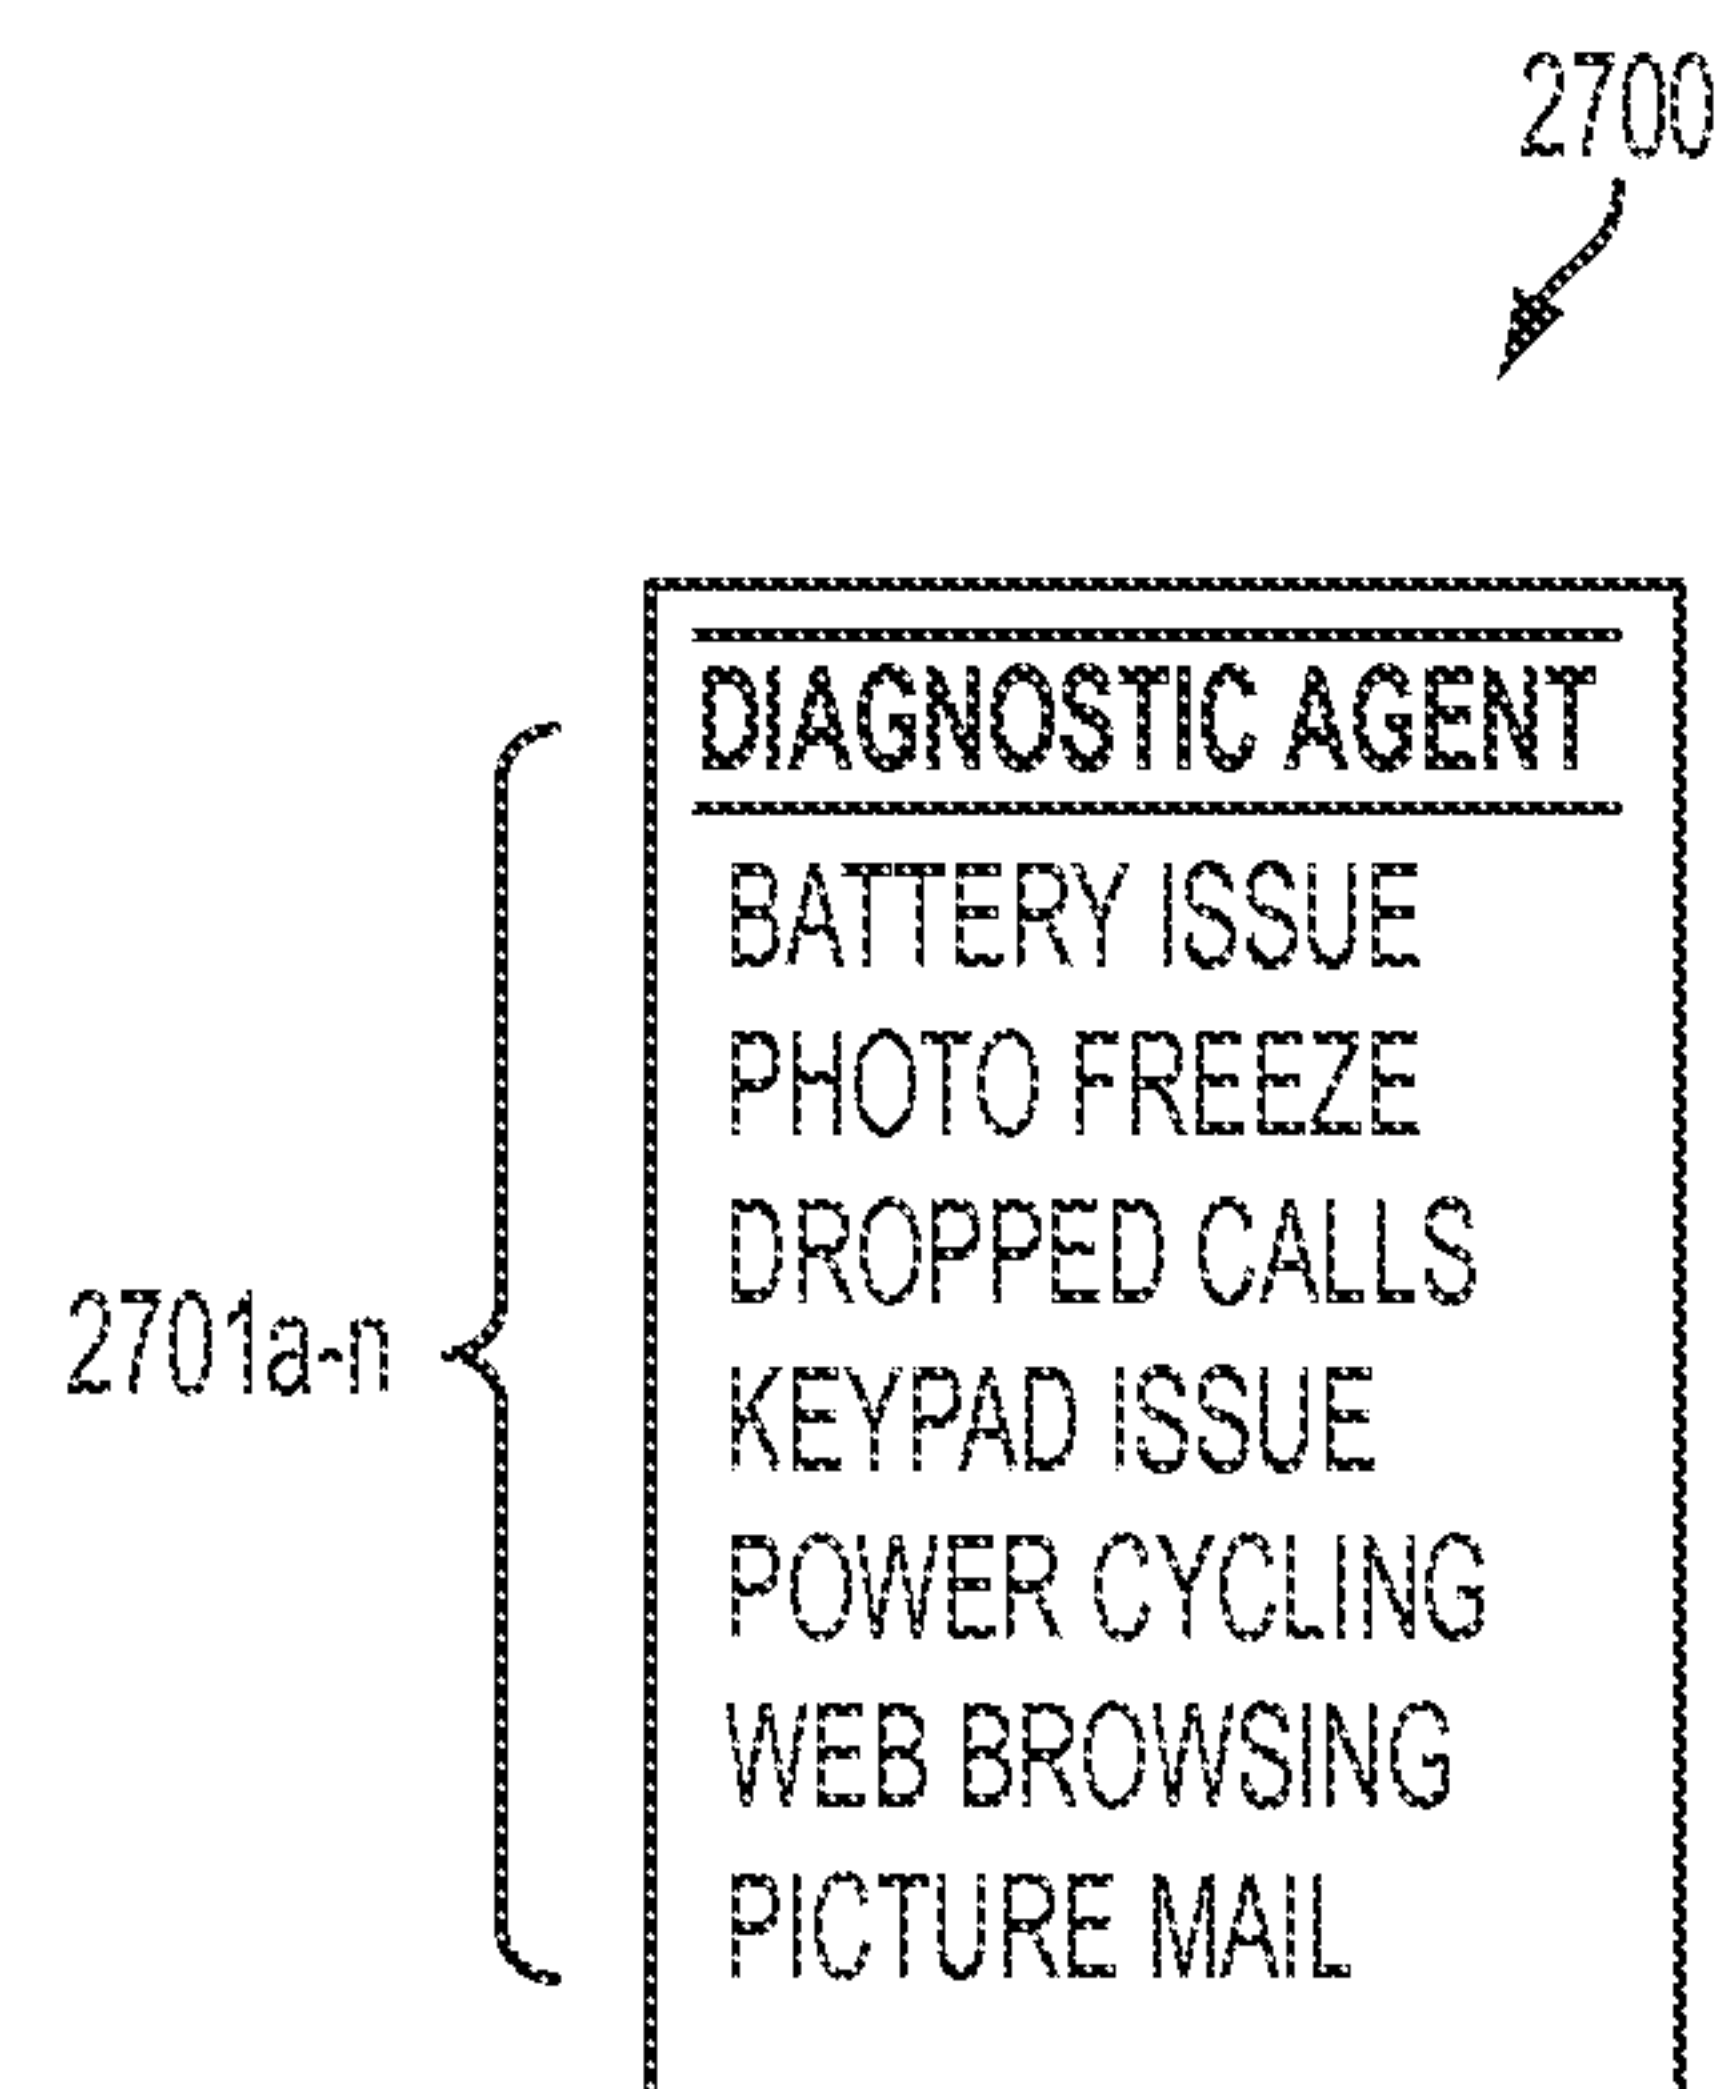 2700
DIAGNOSTIC AGENT
BATTERY ISSUE
PHOTO FREEZE
DROPPED CALLS
2701a-n
KEYPAD ISSUE
POWER CYCLING
WEB BROWSING
PICTURE MAIL